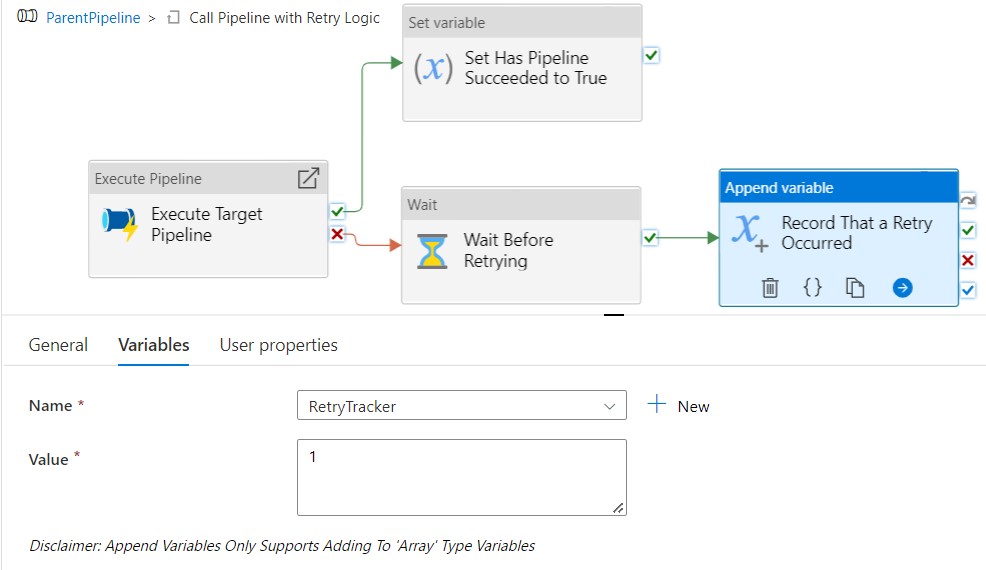 ParentPipeline > Call Pipeline with Retry Logic
Set variable
(x) Set Has Pipeline
Succeeded to True
Execute Pipeline
Execute Target
Pipeline
Wait
Wait Before
Retrying
Append variable
x+ Record That a Retry
Occurred
{}
General Variables User properties
Name * RetryTracker + New
Value * 1
Disclaimer: Append Variables Only Supports Adding To 'Array' Type Variables